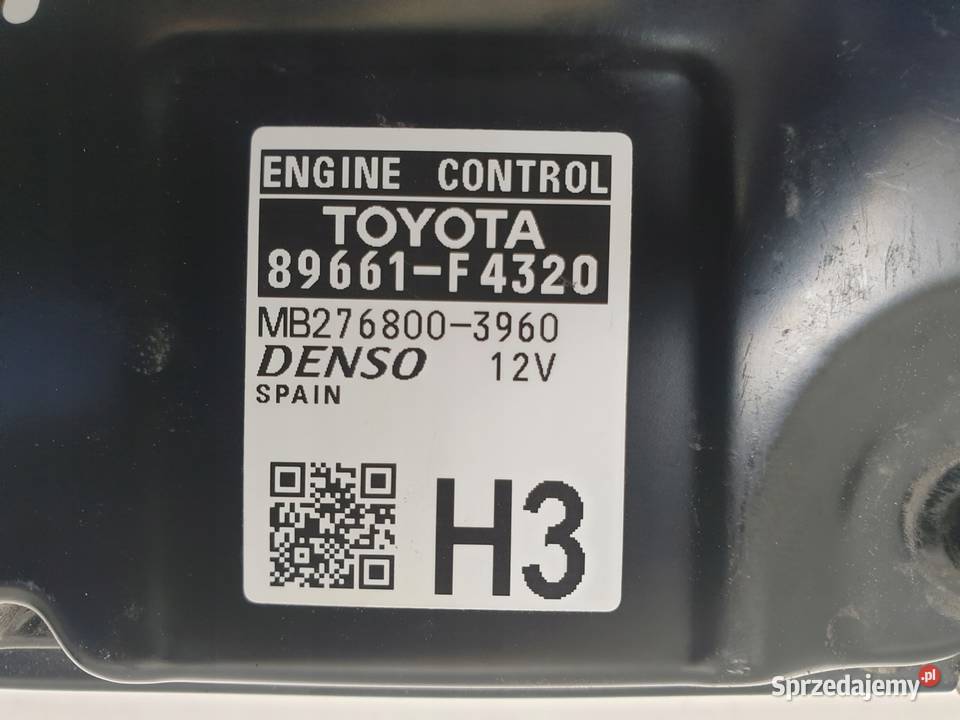 ENGINE CONTROL
TOYOTA
89661-F4320
MB276800-3960
DENSO 12V
SPAIN
H3
Sprzedajemy.pl